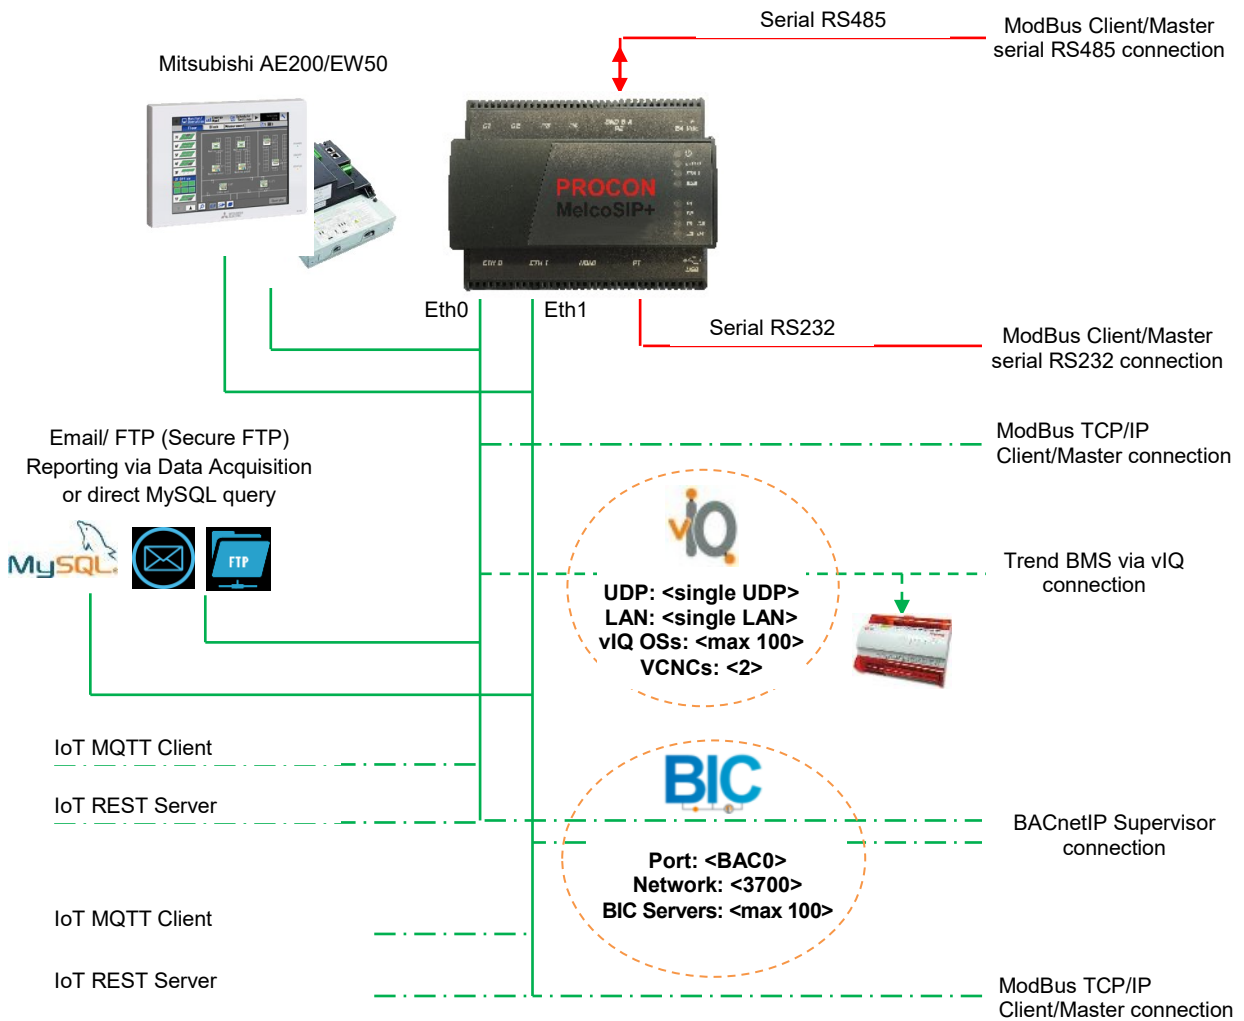 Serial RS485
ModBus Client/Master
serial RS485 connection
Mitsubishi AE200/EW50
PROCON
MelcoSIP+
Eth0
Eth1
Serial RS232
ModBus Client/Master
serial RS232 connection
Email/ FTP (Secure FTP)
Reporting via Data Acquisition
or direct MySQL query
MySQL
FTP
ModBus TCP/IP
Client/Master connection
vIQ
UDP: <single UDP>
LAN: <single LAN>
vIQ OSs: <max 100>
VCNCs: <2>
Trend BMS via vIQ
connection
IoT MQTT Client
IoT REST Server
BIC
Port: <BAC0>
Network: <3700>
BIC Servers: <max 100>
BACnetIP Supervisor
connection
IoT MQTT Client
IoT REST Server
ModBus TCP/IP
Client/Master connection